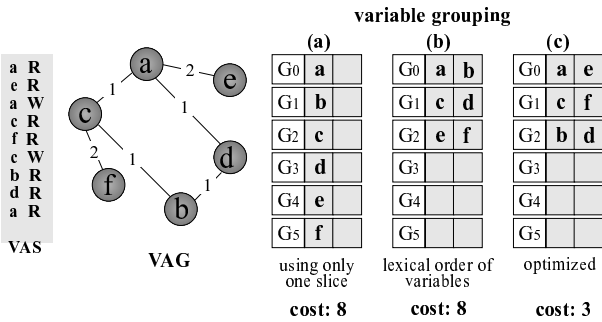 variable grouping
(a) (b) (c)
a R
e R
a W
c R
f R
c W
b R
d R
a R
VAS
a
2
e
1
1
c
2
1
d
f
1
b
VAG
G0 a
G1 b
G2 c
G3 d
G4 e
G5 f
using only
one slice
cost: 8
G0 a b
G1 c d
G2 e f
G3
G4
G5
lexical order of
variables
cost: 8
G0 a e
G1 c f
G2 b d
G3
G4
G5
optimized
cost: 3